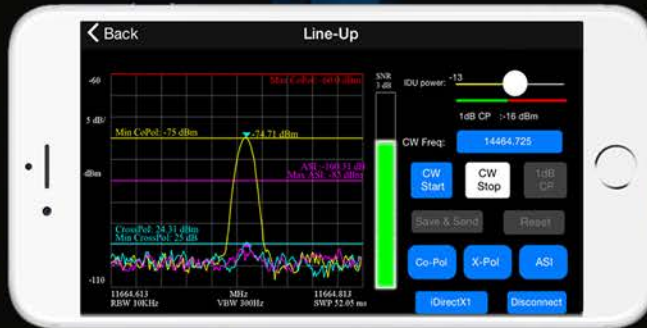 Back
Line-Up
-60
Max CoPol: -60.0 dBm
SNR
3 dB
IDU power:
-13
5 dB/
1dB CP :-16 dBm
Min CoPol: -75 dBm
-74.71 dBm
CW Freq:
14464.725
ASI: -100.31 dB
dBm
Max ASI: -85 dBm
CW Start
CW Stop
1dB CP
Save & Send
Reset
CrossPol: 24.31 dBm
Min CrossPol: 25 dB
Co-Pol
X-Pol
ASI
-110
11664.613
MHz
11664.813
RBW 10KHz
VBW 300Hz
SWP 52.05 ms
iDirectX1
Disconnect